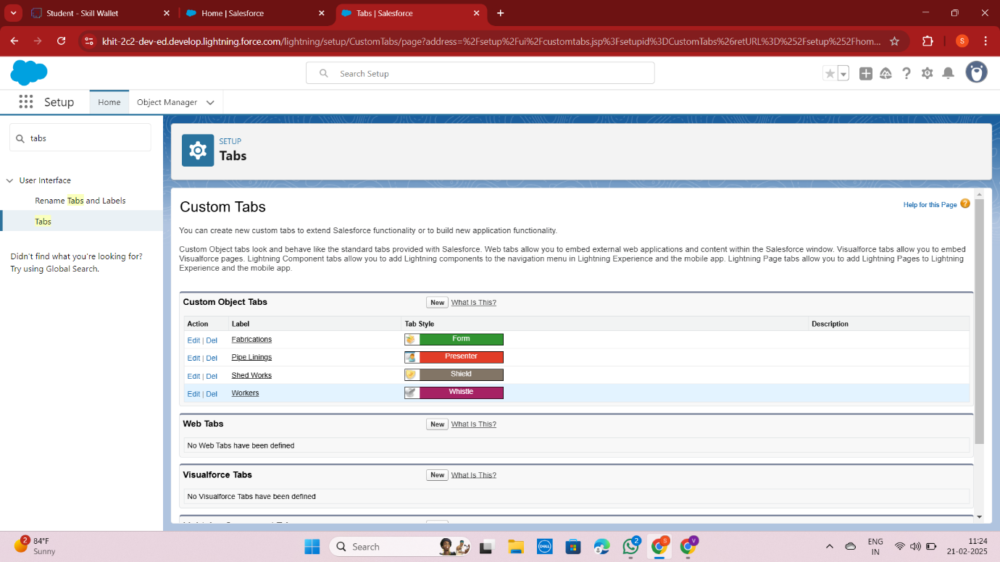 Student - Skill Wallet
Home | Salesforce
Tabs | Salesforce
khit-2c2-dev-ed.develop.lightning.force.com/lightning/setup/CustomTabs/page?address=%2Fsetup%2Fui%2Fcustomtabs.jsp%3Fsetupid%3DCustomTabs%26retURL%3D%252Fsetup%252Fhom...
S
Search Setup
Setup
Home
Object Manager
tabs
User Interface
Rename Tabs and Labels
Tabs
Didn't find what you're looking for?
Try using Global Search.
SETUP
Tabs
Custom Tabs
Help for this Page ?
You can create new custom tabs to extend Salesforce functionality or to build new application functionality.
Custom Object tabs look and behave like the standard tabs provided with Salesforce. Web tabs allow you to embed external web applications and content within the Salesforce window. Visualforce tabs allow you to embed
Visualforce pages. Lightning Component tabs allow you to add Lightning components to the navigation menu in Lightning Experience and the mobile app. Lightning Page tabs allow you to add Lightning Pages to Lightning
Experience and the mobile app.
Custom Object Tabs New What Is This?
Action Label Tab Style Description
Edit | Del Fabrications Form
Edit | Del Pipe Linings Presenter
Edit | Del Shed Works Shield
Edit | Del Workers Whistle
Web Tabs New What Is This?
No Web Tabs have been defined
Visualforce Tabs New What Is This?
No Visualforce Tabs have been defined
2
84°F
Sunny
Search
DELL
2
S
V
ENG
IN
11:24
21-02-2025